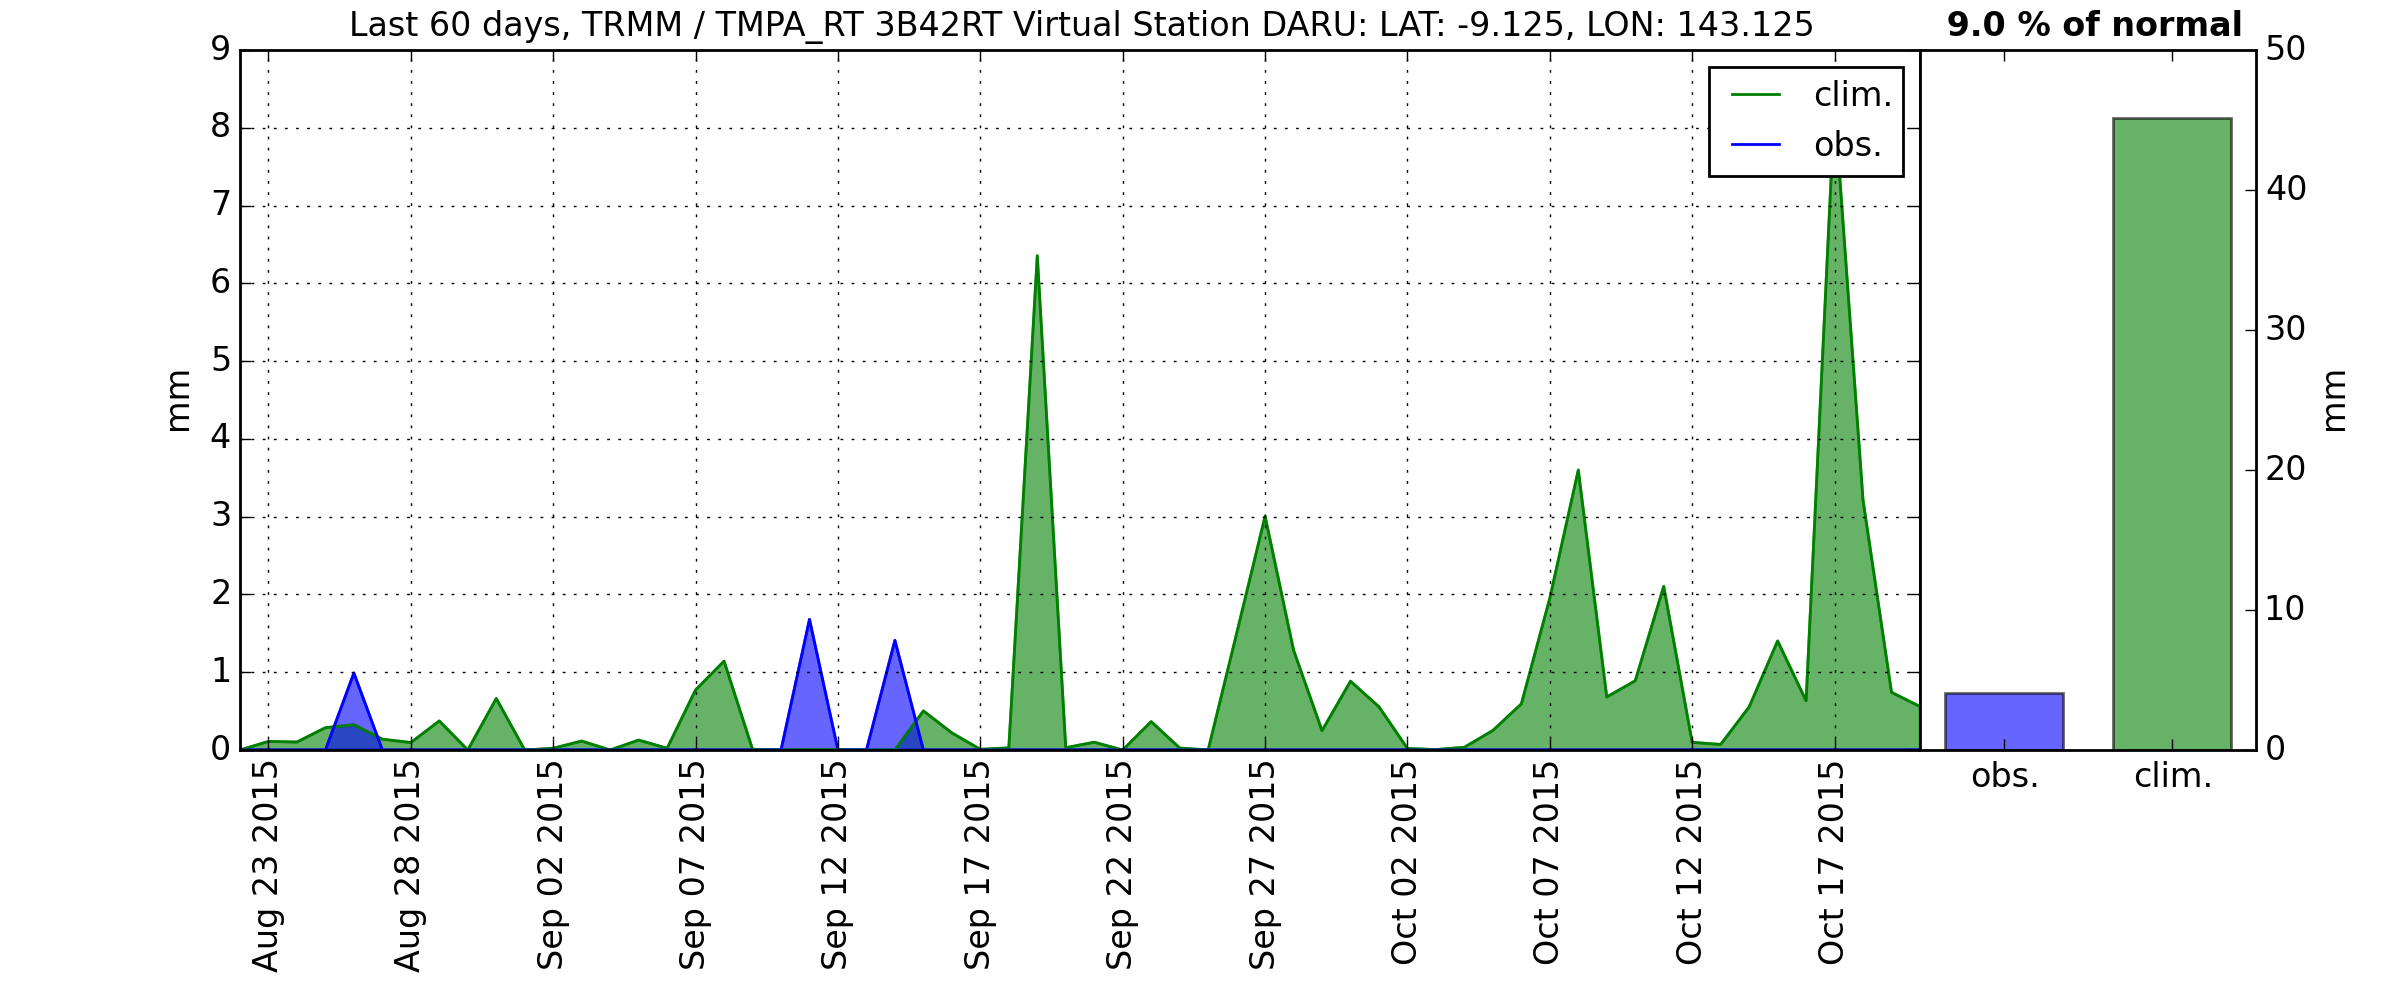 Last 60 days, TRMM / TMPA_RT 3B42RT Virtual Station DARU: LAT: -9.125, LON: 143.125
9.0 % of normal
9
8
7
6
5
4
3
2
1
0
mm
clim.
obs.
50
40
30
20
10
0
mm
Aug 23 2015
Aug 28 2015
Sep 02 2015
Sep 07 2015
Sep 12 2015
Sep 17 2015
Sep 22 2015
Sep 27 2015
Oct 02 2015
Oct 07 2015
Oct 12 2015
Oct 17 2015
obs.
clim.